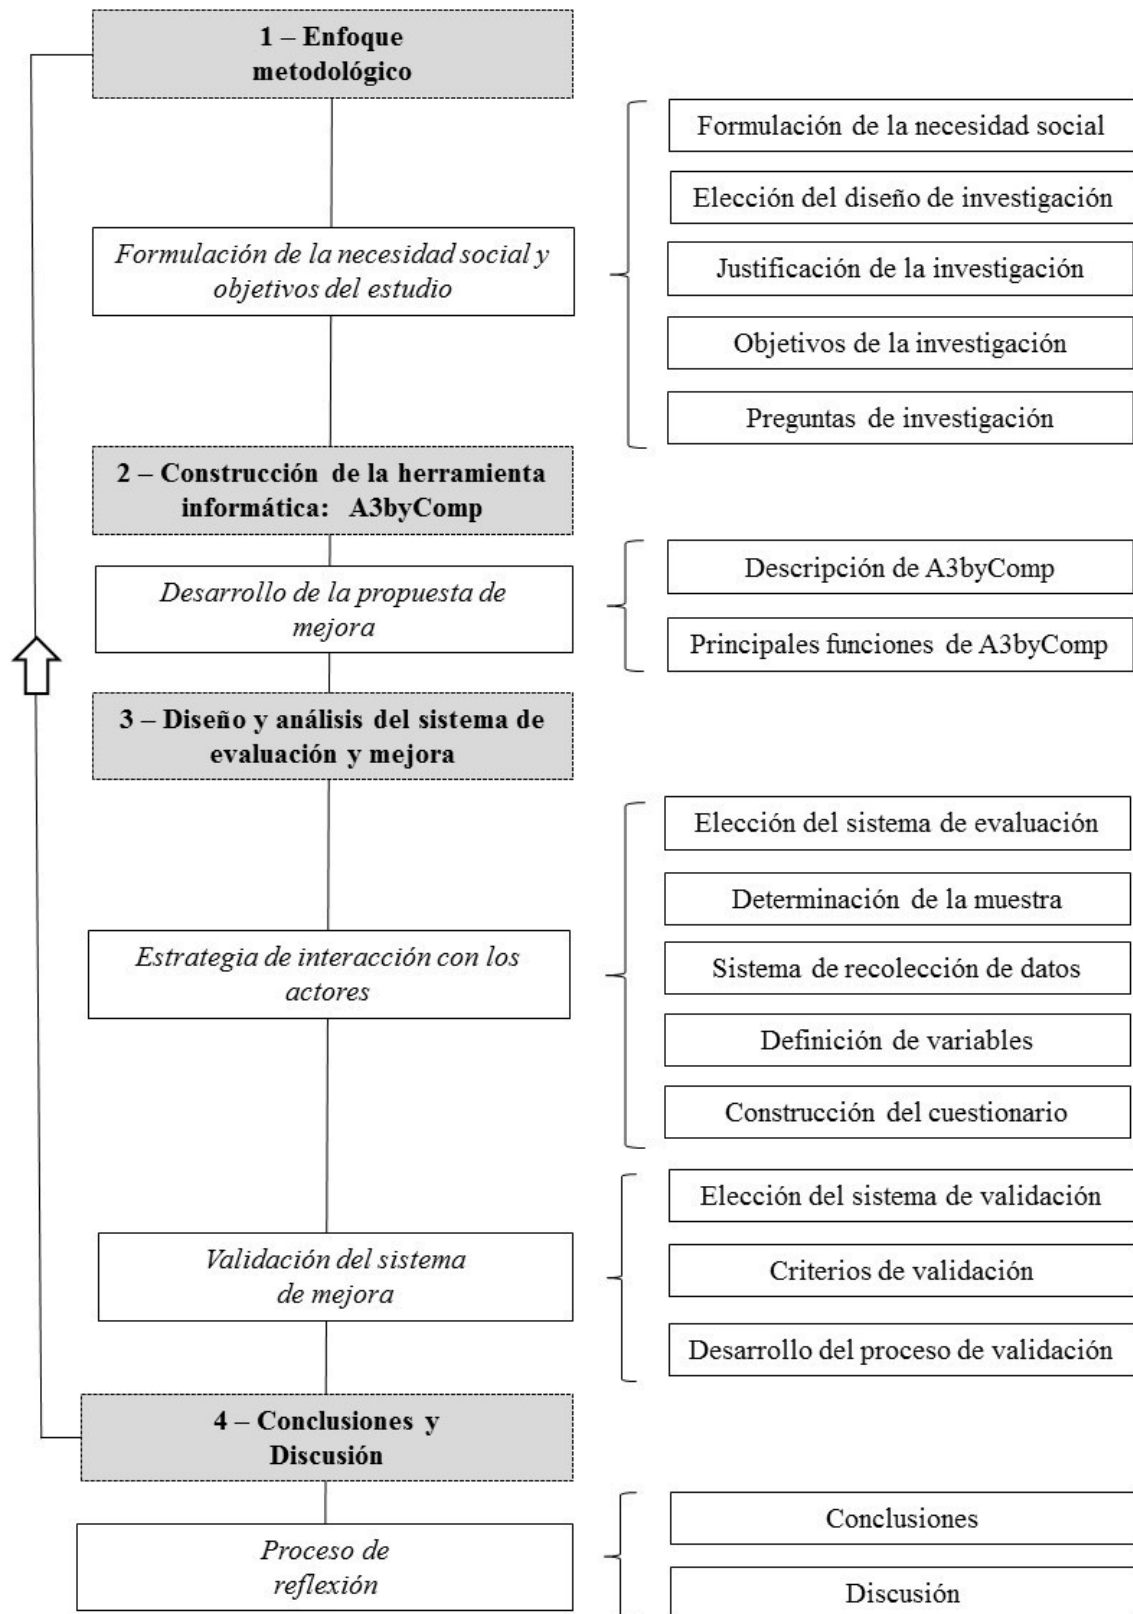 1 – Enfoque
metodológico
Formulación de la necesidad social
Elección del diseño de investigación
Formulación de la necesidad social y
objetivos del estudio
Justificación de la investigación
Objetivos de la investigación
Preguntas de investigación
2 – Construcción de la herramienta
informática: A3byComp
Desarrollo de la propuesta de
mejora
Descripción de A3byComp
Principales funciones de A3byComp
3 – Diseño y análisis del sistema de
evaluación y mejora
Estrategia de interacción con los
actores
Elección del sistema de evaluación
Determinación de la muestra
Sistema de recolección de datos
Definición de variables
Construcción del cuestionario
Validación del sistema
de mejora
Elección del sistema de validación
Criterios de validación
Desarrollo del proceso de validación
4 – Conclusiones y
Discusión
Proceso de
reflexión
Conclusiones
Discusión